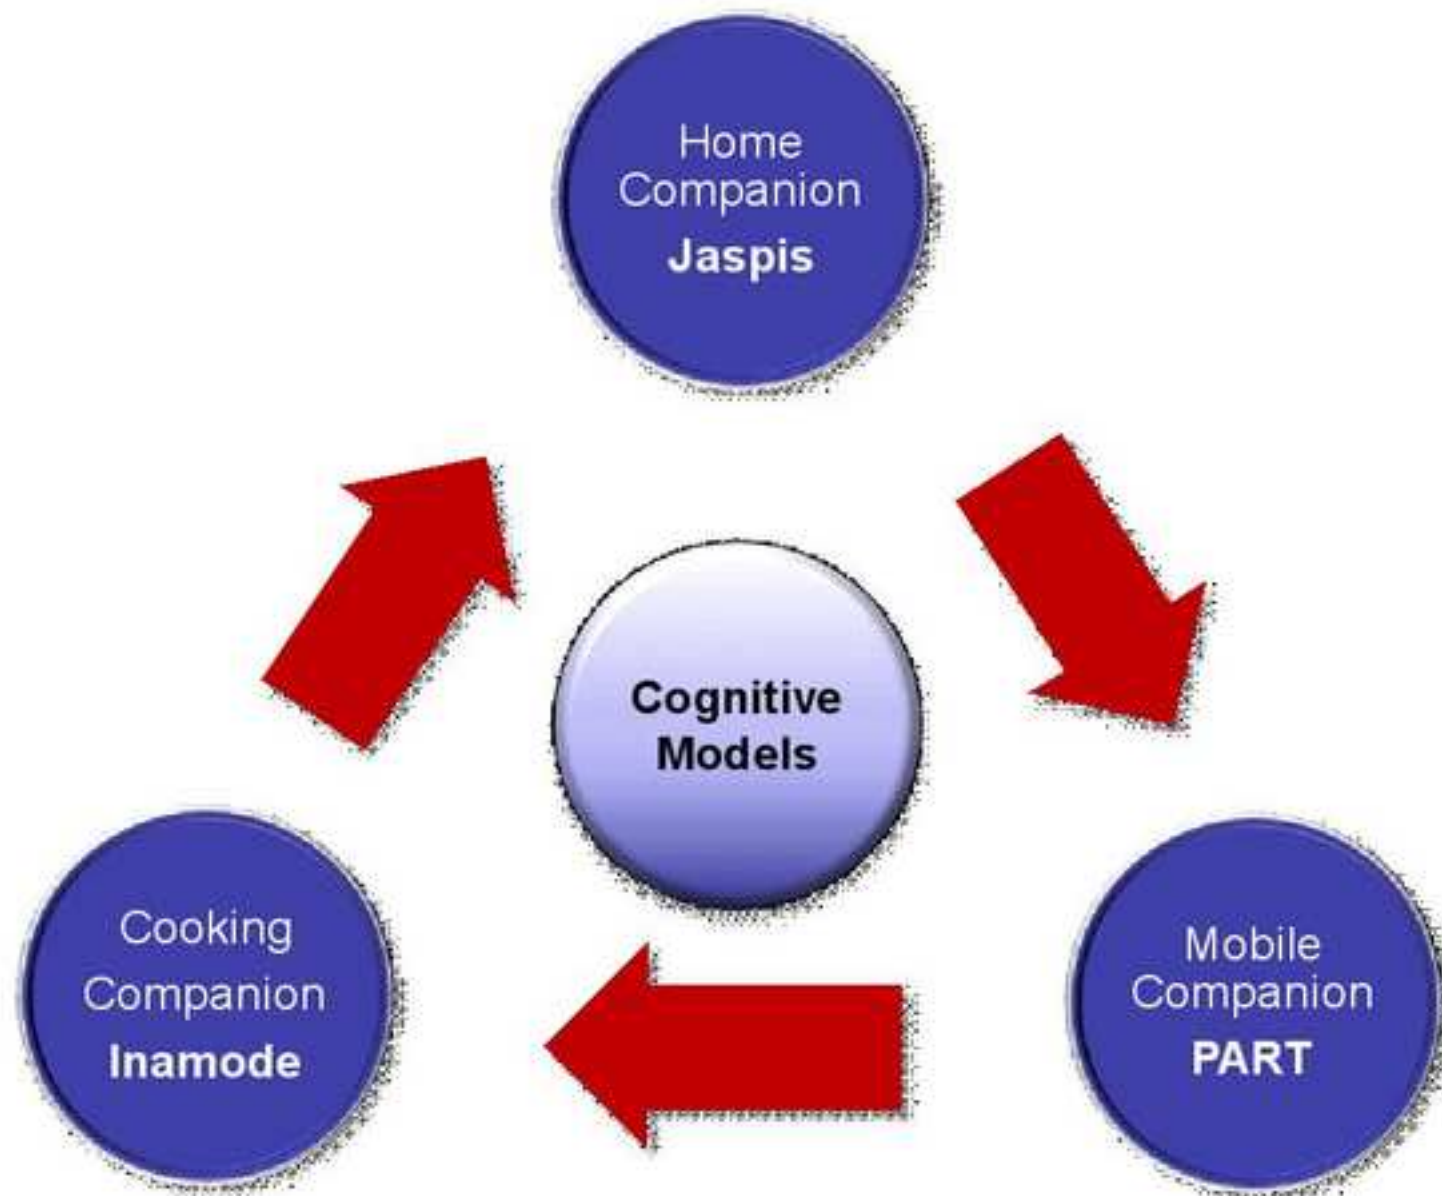 Home
Companion
Jaspis
Cognitive
Models
Cooking
Companion
Inamode
Mobile
Companion
PART